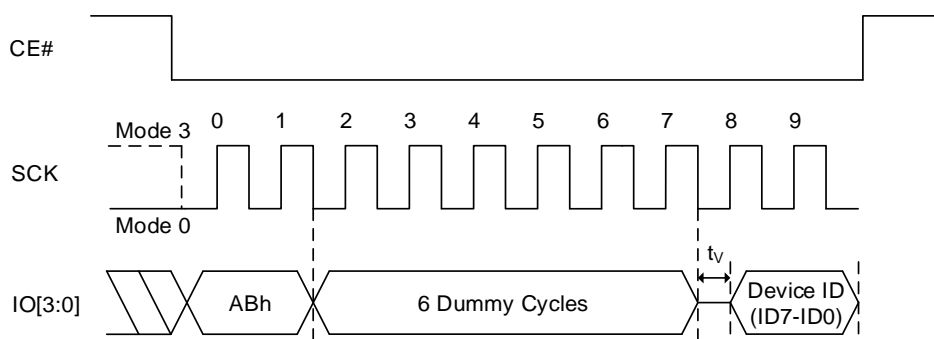 CE#
0 1 2 3 4 5 6 7 8 9
Mode 3
SCK
Mode 0
tV
IO[3:0]
ABh
6 Dummy Cycles
Device ID
(ID7-ID0)